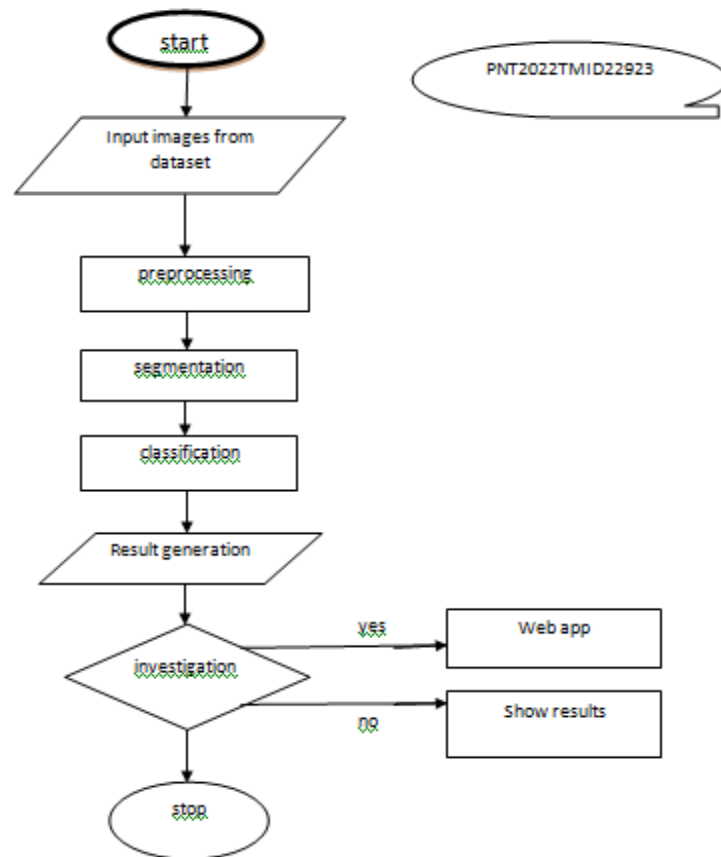 start
PNT2022TMID22923
Input images from
dataset
preprocessing
segmentation
classification
Result generation
yes
Web app
investigation
Show results
no
stop